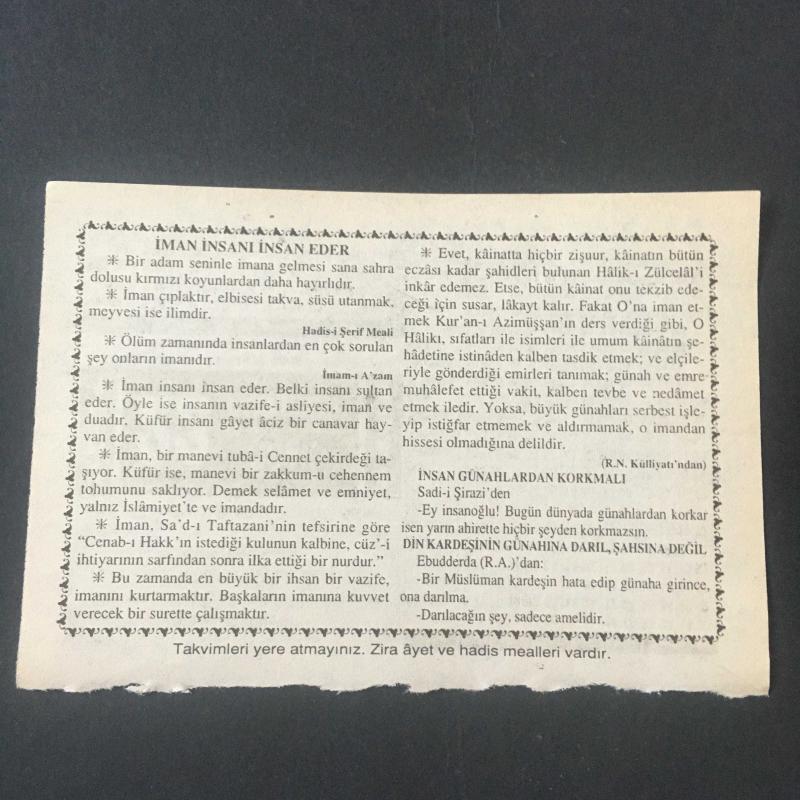 İMAN İNSANI İNSAN EDER
✳ Bir adam seninle imana gelmesi sana sahra
dolusu kırmızı koyunlardan daha hayırlıdır.
✳ İman çıplaktır, elbisesi takva, süsü utanmak,
meyvesi ise ilimdir.
Hadis-i Şerif Meali
✳ Ölüm zamanında insanlardan en çok sorulan
şey onların imanıdır.
İmam-ı A'zam
✳ İman insanı insan eder. Belki insanı sultan
eder. Öyle ise insanın vazife-i asliyesi, iman ve
duadır. Küfür insanı gâyet âciz bir canavar hay-
van eder.
✳ İman, bir manevi tubâ-i Cennet çekirdeği ta-
şıyor. Küfür ise, manevi bir zakkum-u cehennem
tohumunu saklıyor. Demek selâmet ve emniyet,
yalnız İslâmiyet'te ve imandadır.
✳ İman, Sa'd-ı Taftazani'nin tefsirine göre
“Cenab-ı Hakk'ın istediği kulunun kalbine, cüz'-i
ihtiyarının sarfından sonra ilka ettiği bir nurdur.”
✳ Bu zamanda en büyük bir ihsan bir vazife,
imanını kurtarmaktır. Başkaların imanına kuvvet
verecek bir surette çalışmaktır.
✳ Evet, kâinatta hiçbir zişuur, kâinatın bütün
eczâsı kadar şahidleri bulunan Hâlik-ı Zülcelâl'i
inkâr edemez. Etse, bütün kâinat onu tekzib ede-
ceği için susar, lâkayt kalır. Fakat O'na iman et-
mek Kur'an-ı Azimüşşan'ın ders verdiği gibi, O
Hâlikı, sıfatları ile isimleri ile umum kâinâtın şe-
hâdetine istinâden kalben tasdik etmek; ve elçile-
riyle gönderdiği emirleri tanımak; günah ve emre
muhâlefet ettiği vakit, kalben tevbe ve nedâmet
etmek iledir. Yoksa, büyük günahları serbest işle-
yip istiğfar etmemek ve aldırmamak, o imandan
hissesi olmadığına delildir.
(R.N. Külliyatı'ndan)
İNSAN GÜNAHLARDAN KORKMALI
Sadi-i Şirazi'den
-Ey insanoğlu! Bugün dünyada günahlardan korkar
isen yarın ahirette hiçbir şeyden korkmazsın.
DİN KARDEŞİNİN GÜNAHINA DARIL, ŞAHSINA DEĞİL
Ebudderda (R.A.)'dan:
-Bir Müslüman kardeşin hata edip günaha girince,
ona darılma.
-Darılacağın şey, sadece amelidir.
Takvimleri yere atmayınız. Zira âyet ve hadis mealleri vardır.